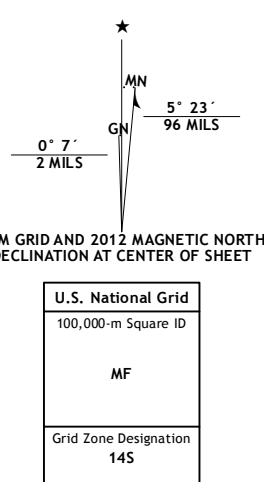 ★
MN
5° 23´
96 MILS
GN
0° 7´
2 MILS
M GRID AND 2012 MAGNETIC NORTH
DECLINATION AT CENTER OF SHEET
U.S. National Grid
100,000-m Square ID
MF
Grid Zone Designation
14S